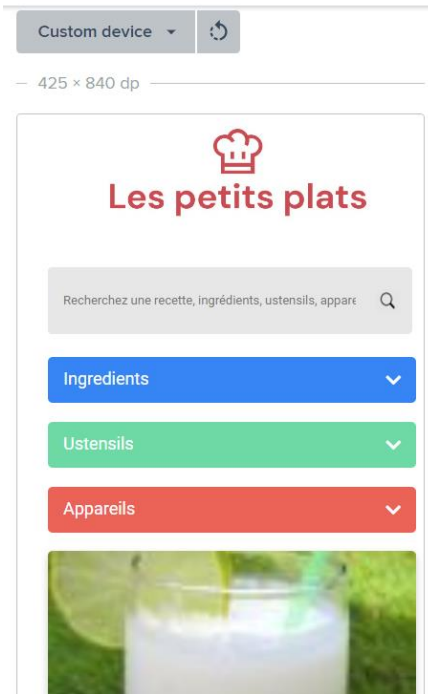 Custom device
425 × 840 dp
Les petits plats
Recherchez une recette, ingrédients, ustensils, appare
Ingredients
Ustensils
Appareils